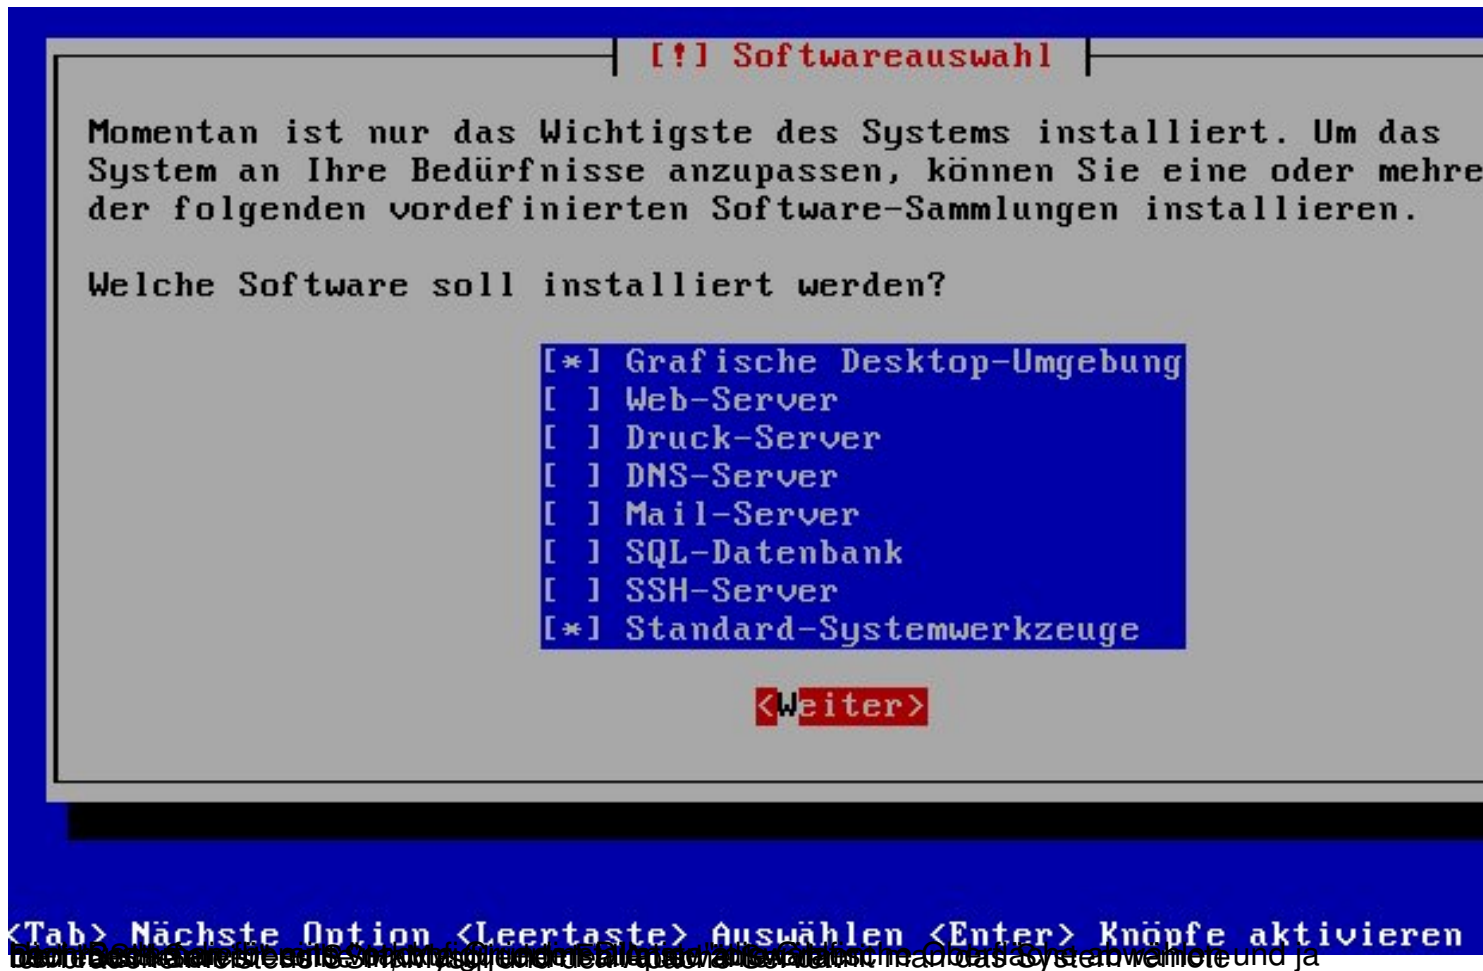 [!] Softwareauswahl
Momentan ist nur das Wichtigste des Systems installiert. Um das
System an Ihre Bedürfnisse anzupassen, können Sie eine oder mehre
der folgenden vordefinierten Software-Sammlungen installieren.
Welche Software soll installiert werden?
[*] Grafische Desktop-Umgebung
[ ] Web-Server
[ ] Druck-Server
[ ] DNS-Server
[ ] Mail-Server
[ ] SQL-Datenbank
[ ] SSH-Server
[*] Standard-Systemwerkzeuge
<Weiter>
<Tab> Nächste Option <Leertaste> Auswählen <Enter> Knöpfe aktivieren